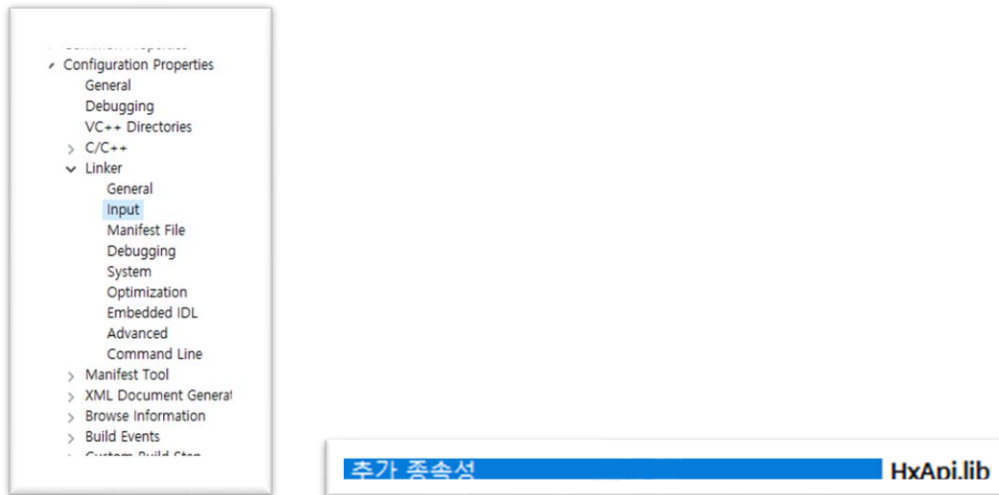 Configuration Properties
General
Debugging
VC++ Directories
C/C++
Linker
General
Input
Manifest File
Debugging
System
Optimization
Embedded IDL
Advanced
Command Line
Manifest Tool
XML Document Generat
Browse Information
Build Events
추가 종속성 HxApi.lib